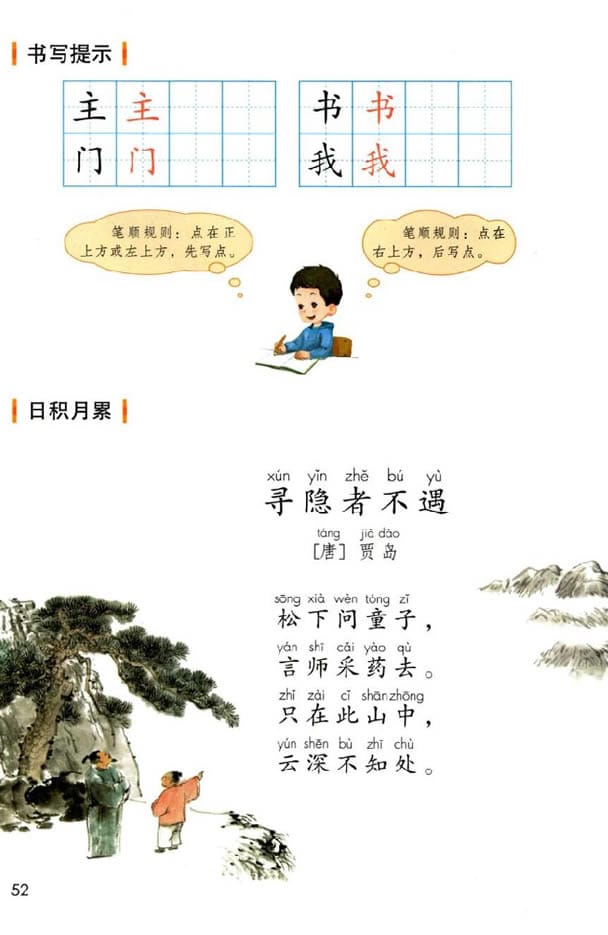 书写提示
主 主 书 书
门 门 我 我
笔顺规则：点在正
上方或左上方，先写点。
笔顺规则：点在
右上方，后写点。
日积月累
xún yǐn zhě bú yù
寻隐者不遇
táng jiǎ dǎo
［唐］贾岛
sōng xià wèn tóng zǐ
松下问童子，
yán shī cǎi yào qù
言师采药去。
zhǐ zài cǐ shān zhōng
只在此山中，
yún shēn bù zhī chù
云深不知处。
52